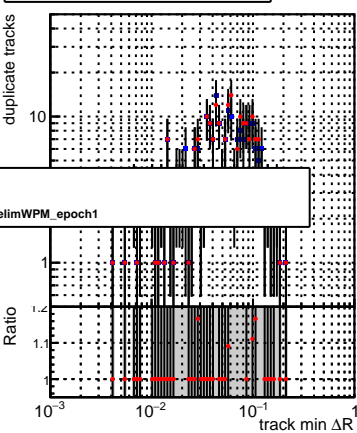 duplicate tracks
10
elimWPM_epoch1
1
Ratio
1.2
1.1
1
10⁻³ 10⁻² 10⁻¹ 1
track min ΔR